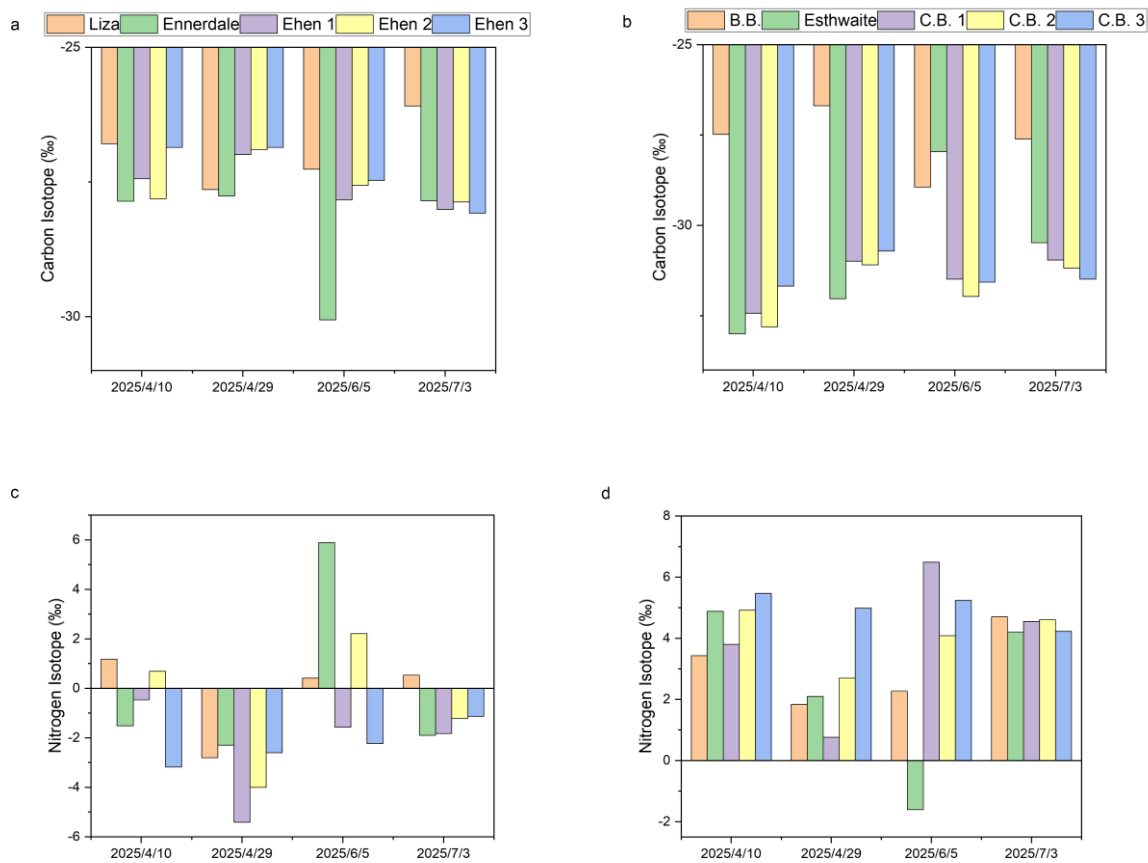 a
Liza Ennerdale Ehen 1 Ehen 2 Ehen 3
-25
-30
Carbon Isotope (‰)
2025/4/10 2025/4/29 2025/6/5 2025/7/3
b
B.B. Esthwaite C.B. 1 C.B. 2 C.B. 3
-25
-30
Carbon Isotope (‰)
2025/4/10 2025/4/29 2025/6/5 2025/7/3
c
6
4
2
0
-2
-4
-6
Nitrogen Isotope (‰)
2025/4/10 2025/4/29 2025/6/5 2025/7/3
d
8
6
4
2
0
-2
Nitrogen Isotope (‰)
2025/4/10 2025/4/29 2025/6/5 2025/7/3